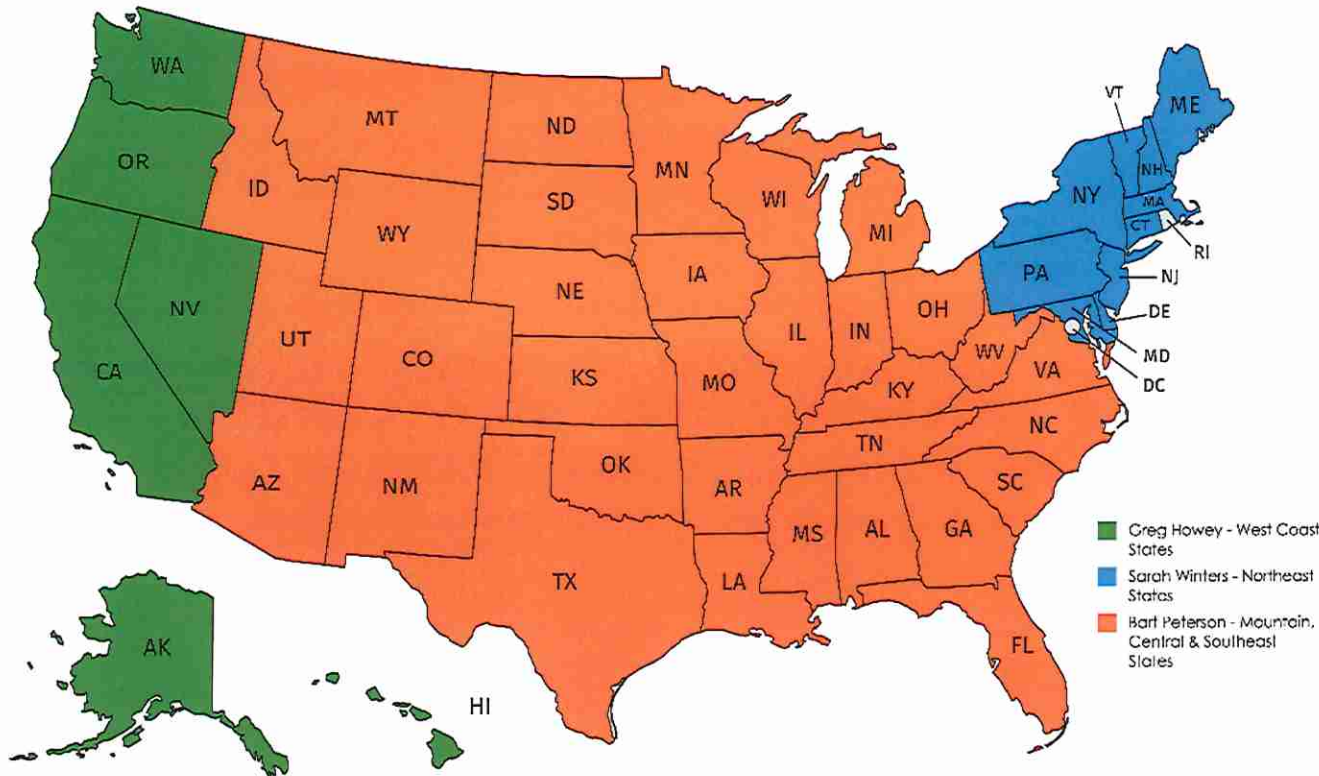 WA
MT
ND
MN
VT
ME
OR
ID
SD
WI
NY
NH
MA
CT
RI
WY
MI
IA
PA
NJ
NV
NE
OH
DE
UT
CO
IL
IN
WV
MD
CA
KS
MO
KY
VA
DC
TN
NC
AZ
NM
OK
AR
SC
MS
AL
GA
TX
LA
FL
AK
HI
Greg Howey - West Coast
States
Sarah Winters - Northeast
States
Bart Peterson - Mountain,
Central & Southeast
States